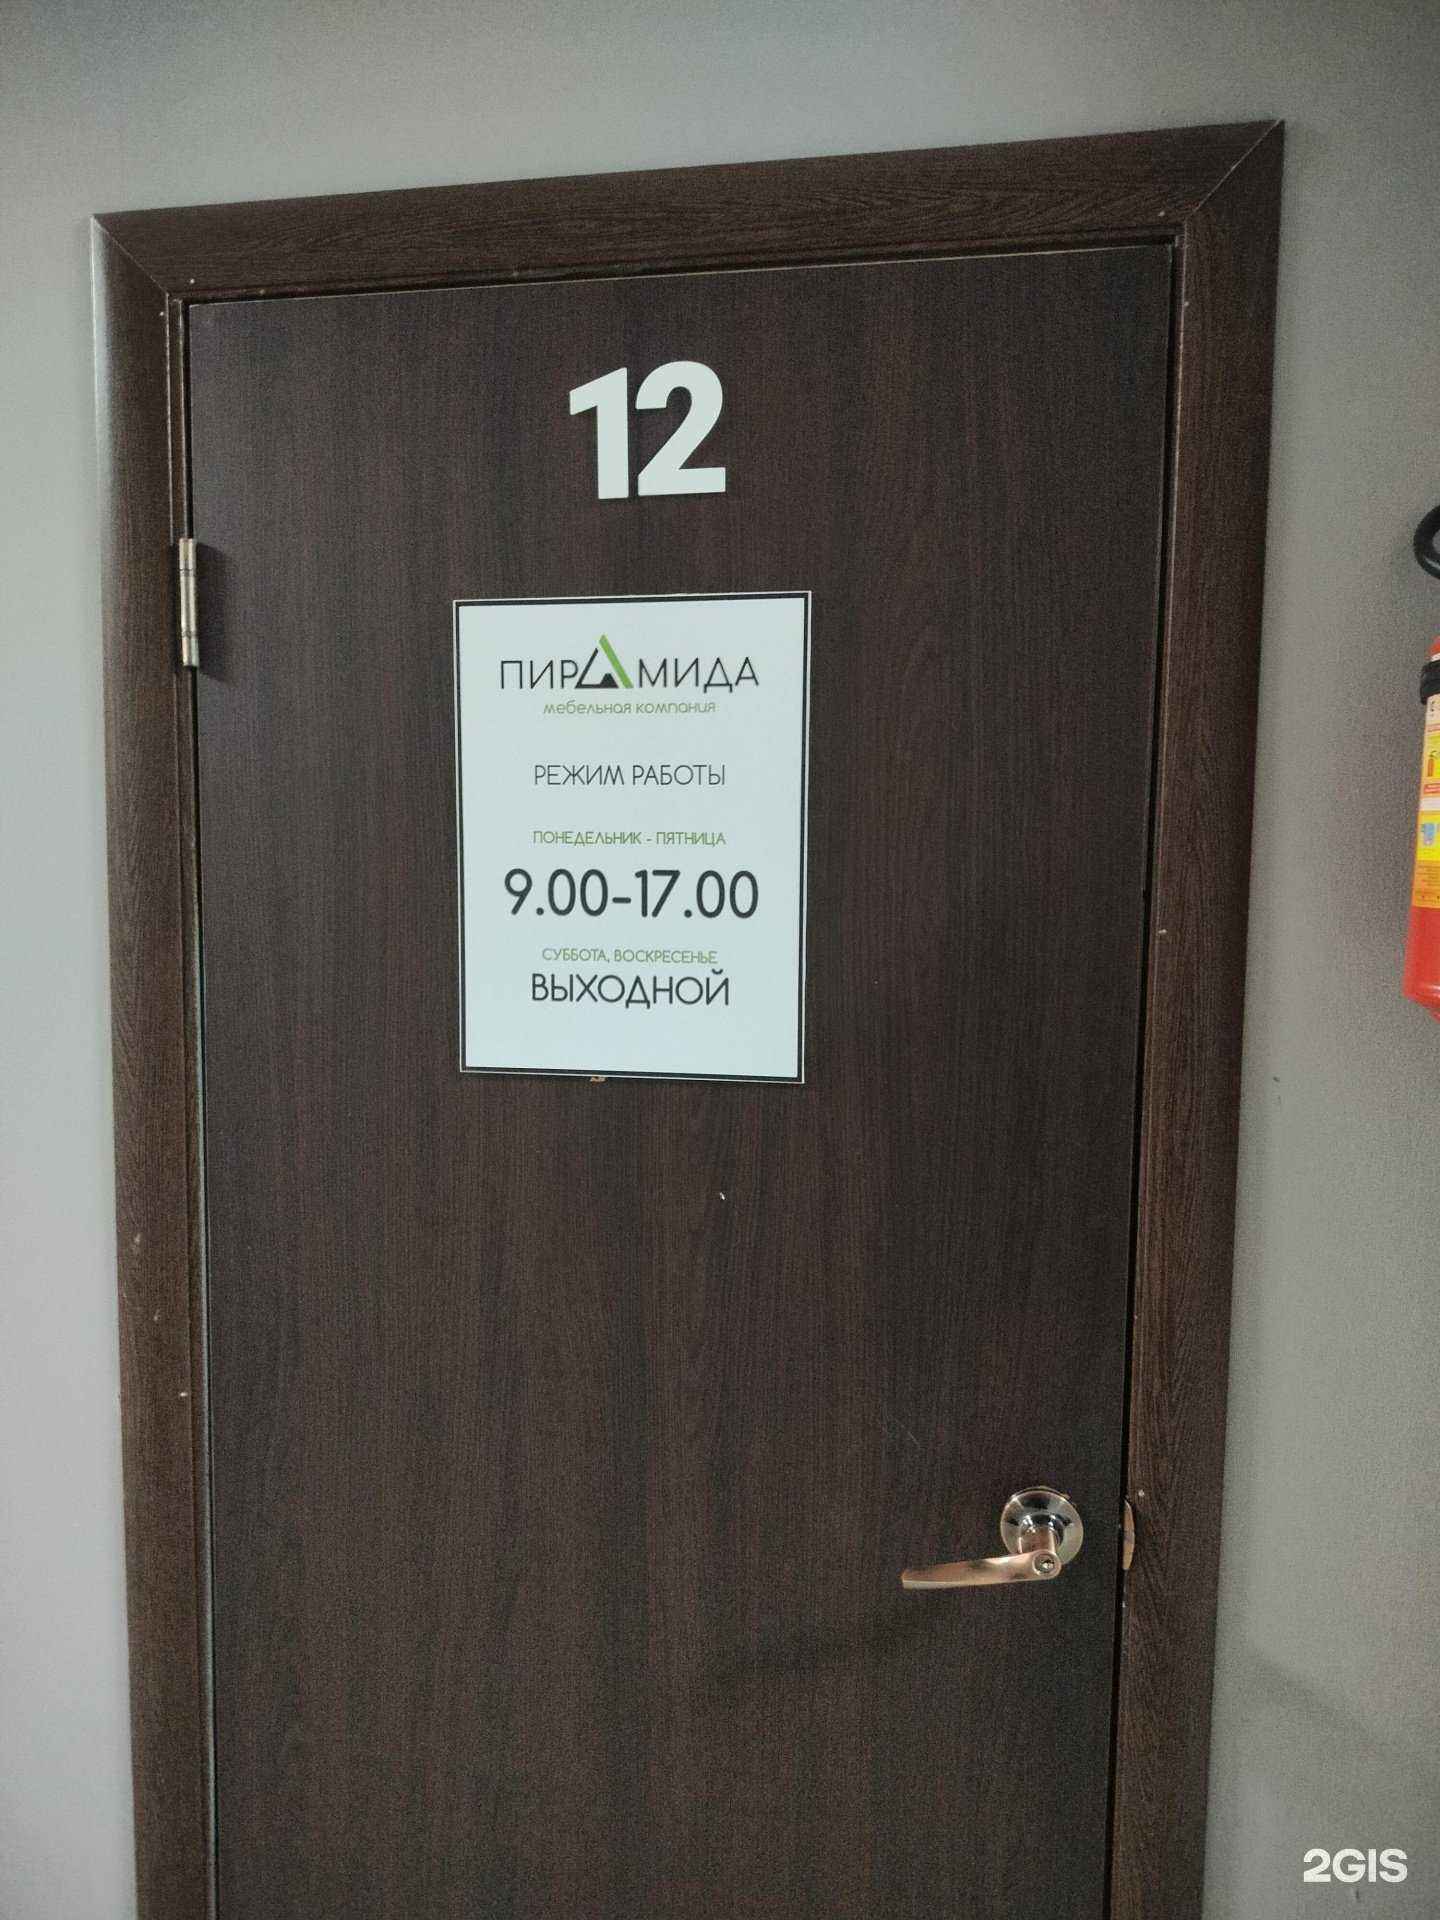 12
ПИРАМИДА
мебельная компания
РЕЖИМ РАБОТЫ
ПОНЕДЕЛЬНИК - ПЯТНИЦА
9.00-17.00
СУББОТА, ВОСКРЕСЕНЬЕ
ВЫХОДНОЙ
2GIS